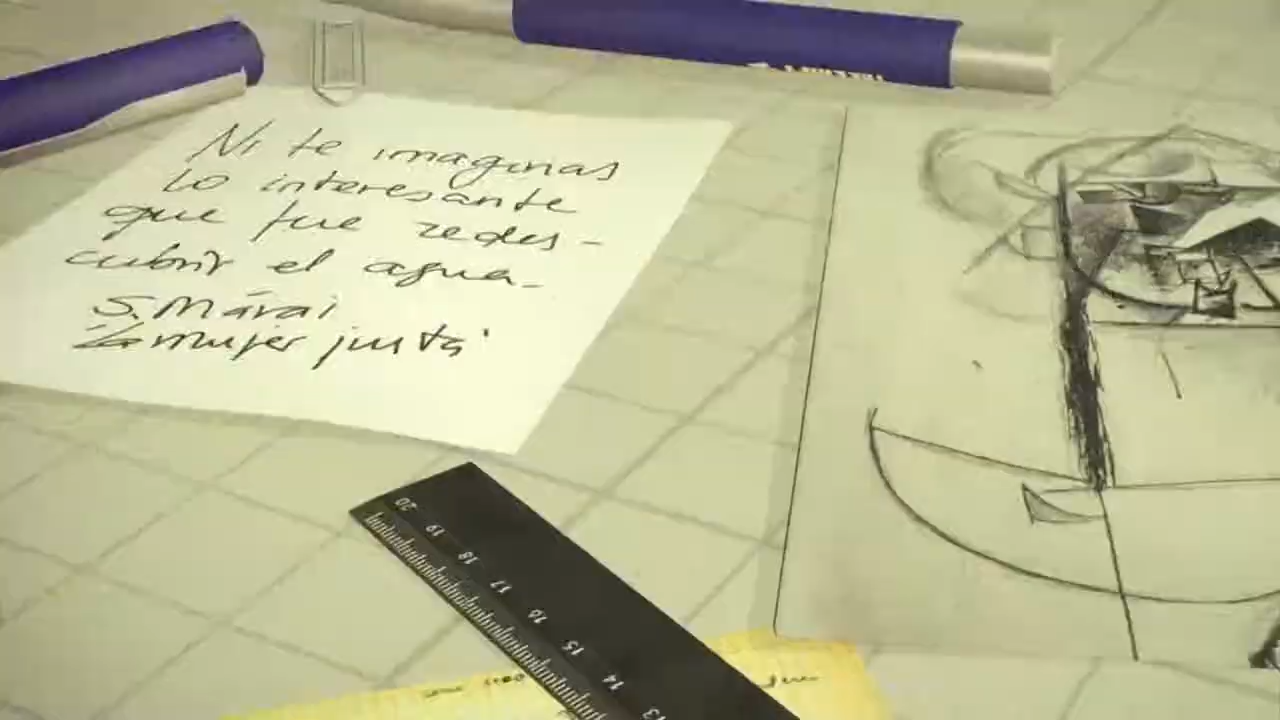 Ni te imaginas
lo interesante
que fue redes-
cubrir el agua.
S. Márai
"La mujer justa"
20 19 18 17 16 15 14 13